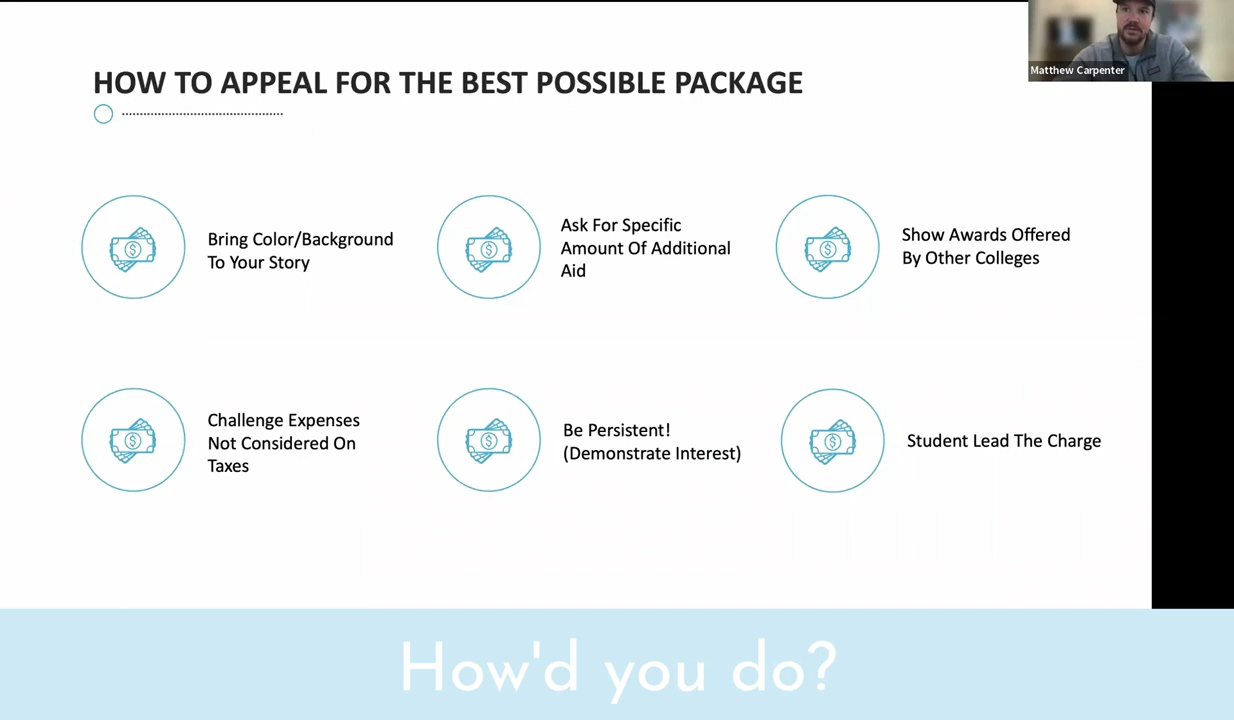 HOW TO APPEAL FOR THE BEST POSSIBLE PACKAGE
Matthew Carpenter
Bring Color/Background
To Your Story
Ask For Specific
Amount Of Additional
Aid
Show Awards Offered
By Other Colleges
Challenge Expenses
Not Considered On
Taxes
Be Persistent!
(Demonstrate Interest)
Student Lead The Charge
How'd you do?